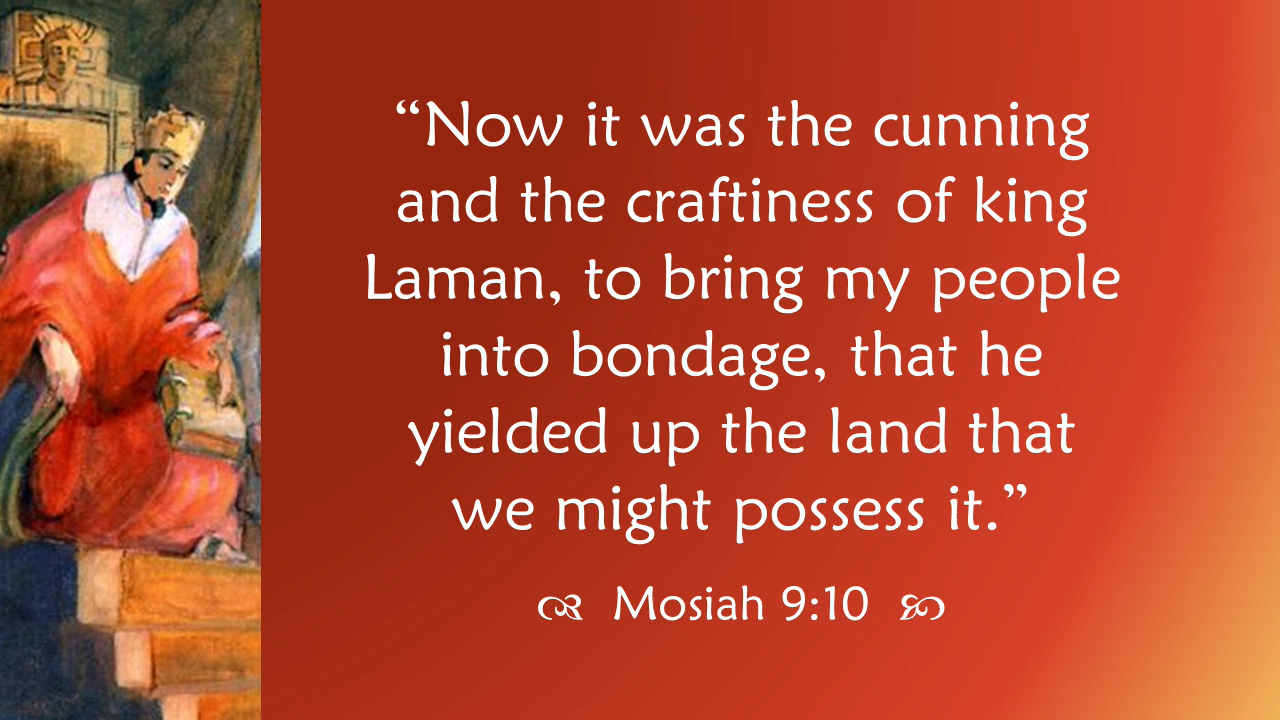 “Now it was the cunning
and the craftiness of king
Laman, to bring my people
into bondage, that he
yielded up the land that
we might possess it.”
Mosiah 9:10